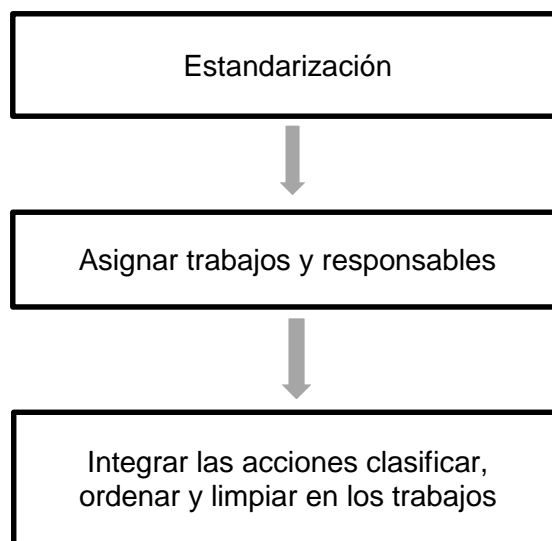 Estandarización
Asignar trabajos y responsables
Integrar las acciones clasificar,
ordenar y limpiar en los trabajos